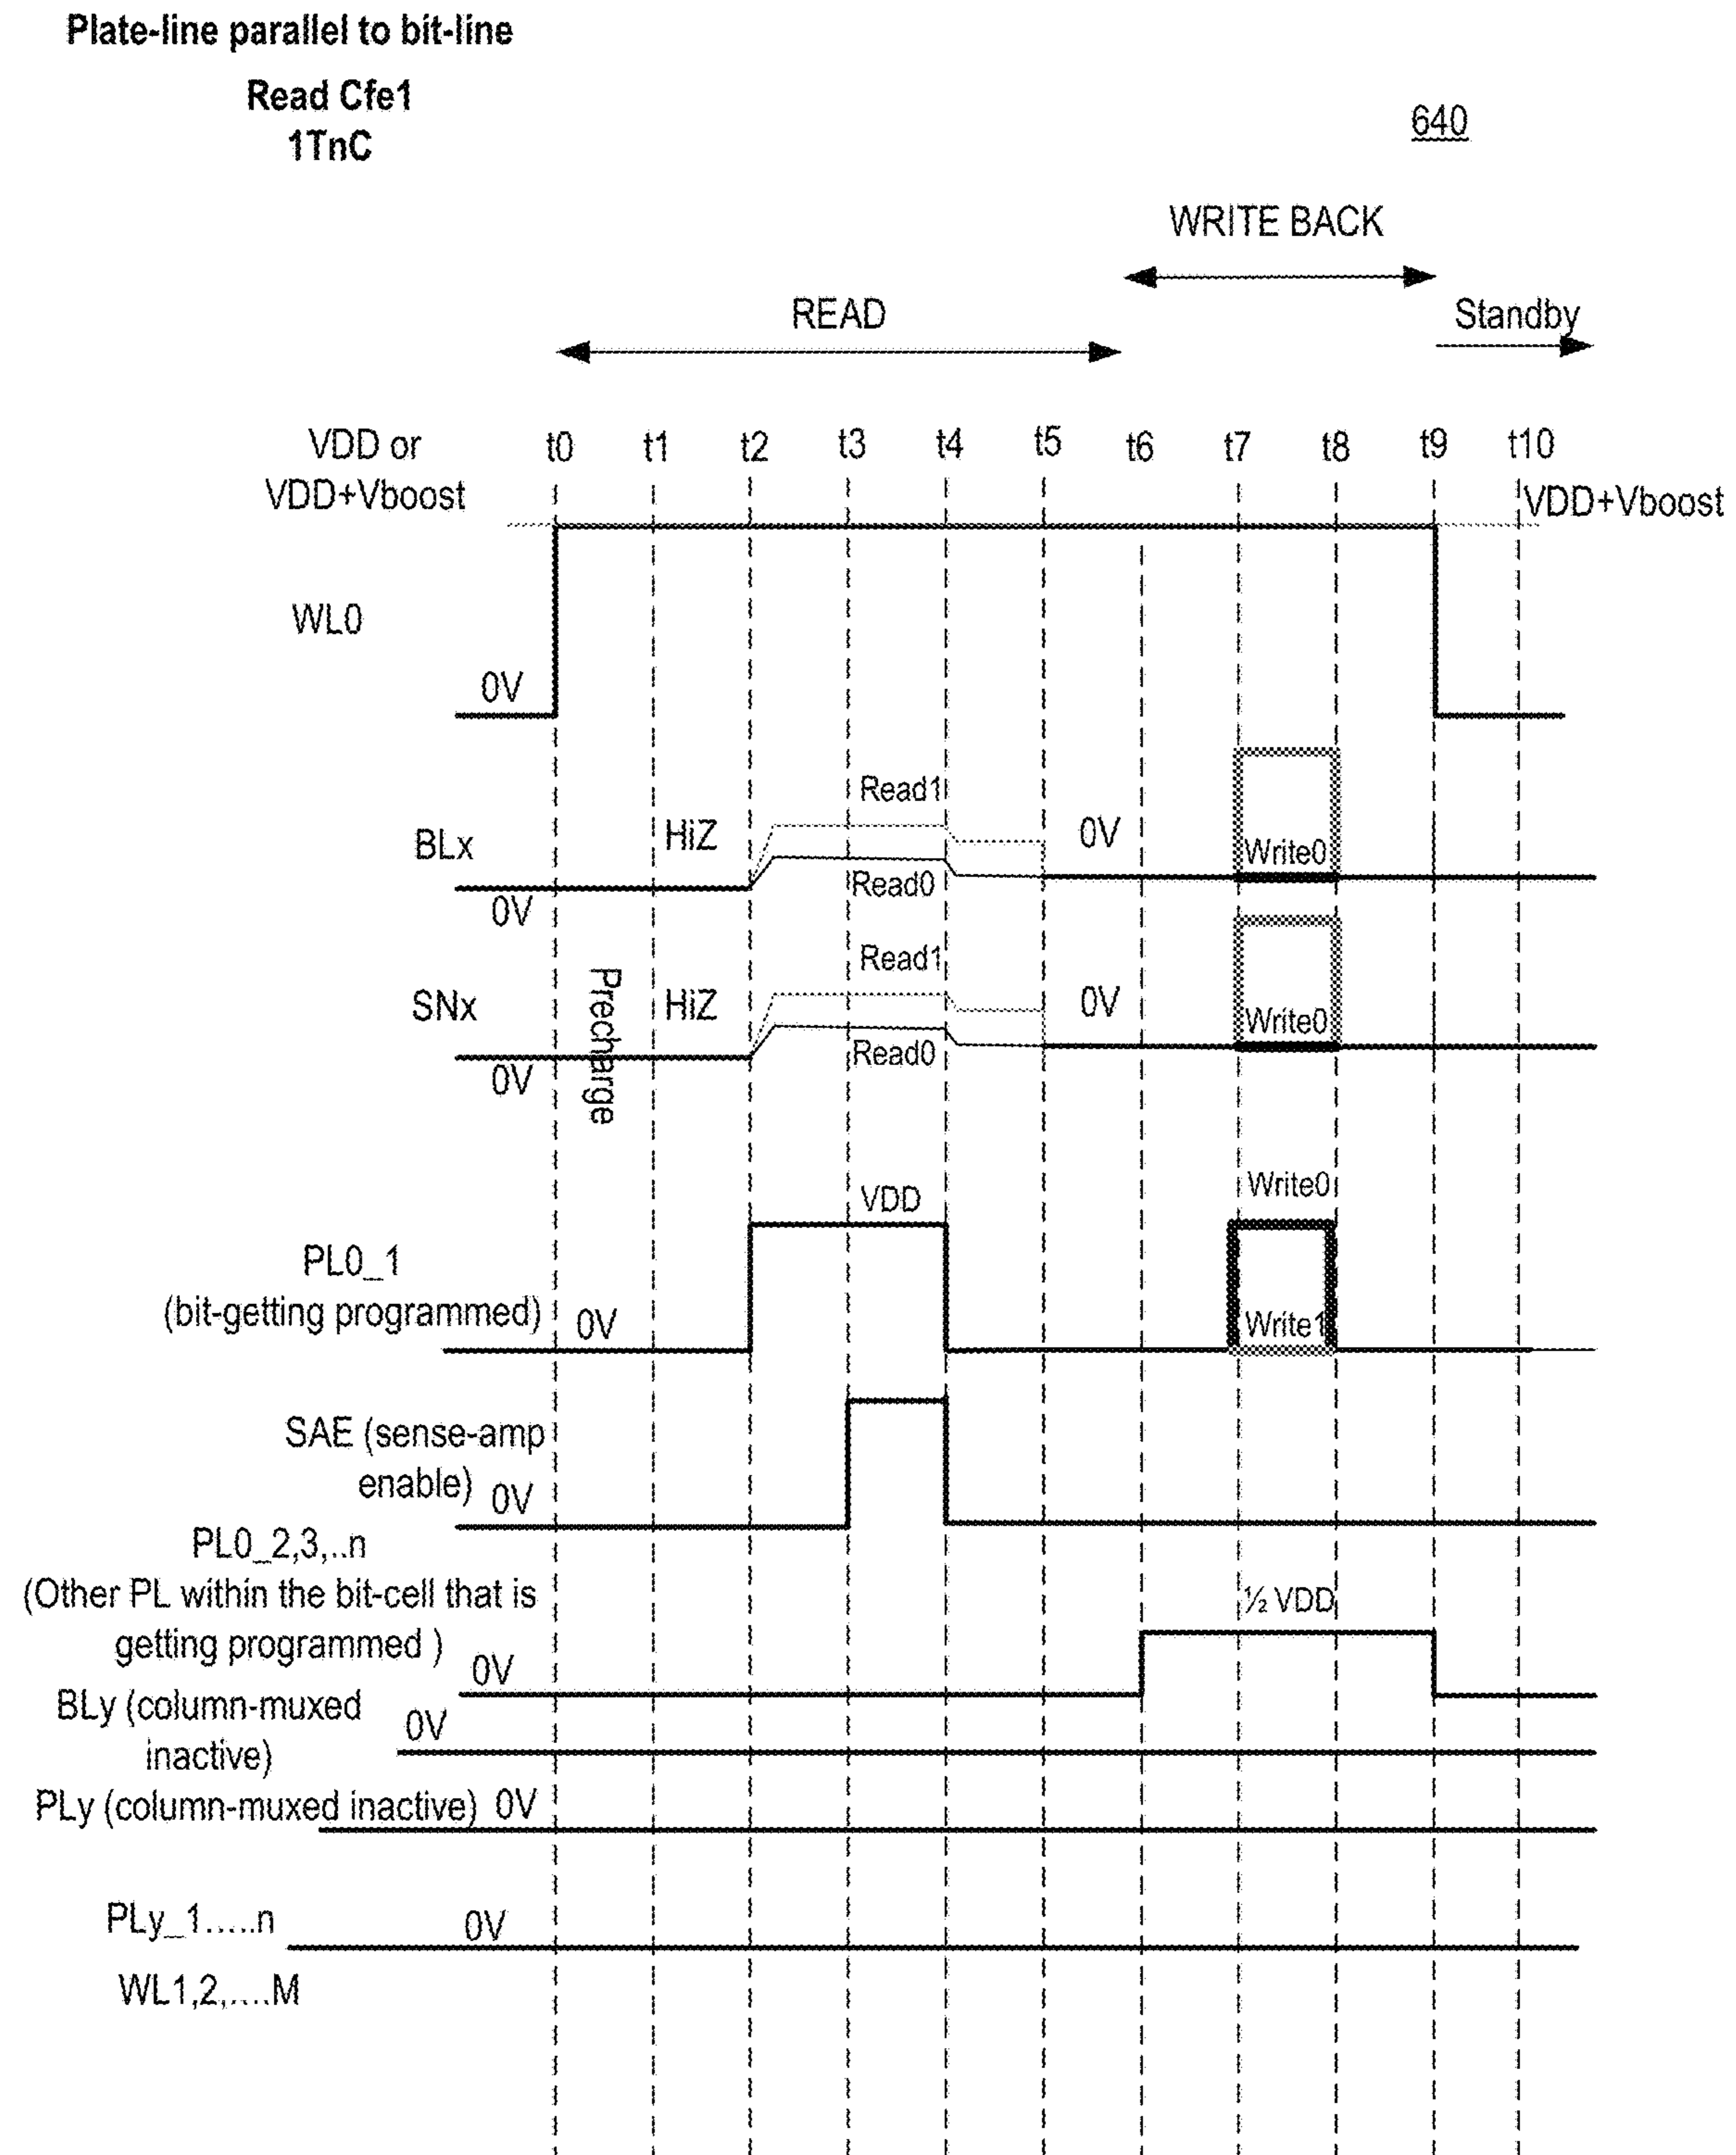 Plate-line parallel to bit-line
Read Cfe1
1TnC
640
WRITE BACK
READ
Standby
VDD or
VDD+Vboost
t0 t1 t2 t3 t4 t5 t6 t7 t8 t9 t10
VDD+Vboost
WL0
0V
Read1
BLx
HiZ
0V
Write0
Read0
0V
Read1
SNx
Precharge
HiZ
0V
Write0
Read0
0V
Write0
VDD
PL0_1
(bit-getting programmed)
0V
Write1
SAE (sense-amp
enable)
0V
PL0_2,3,..n
(Other PL within the bit-cell that is
getting programmed )
0V
½ VDD
BLy (column-muxed
inactive)
0V
PLy (column-muxed inactive) 0V
PLy_1.....n
0V
WL1,2,....M